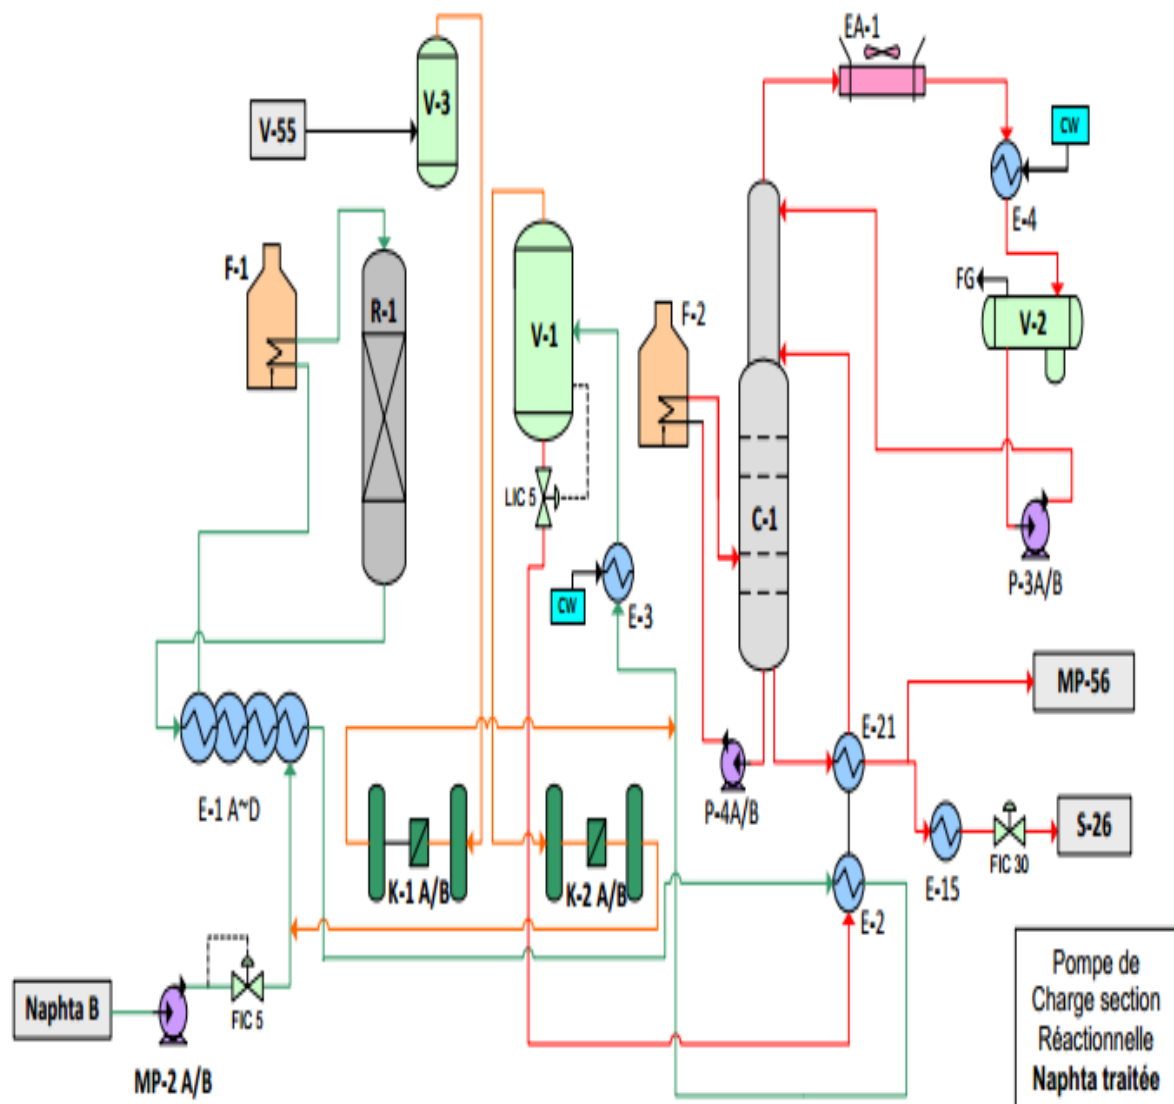 EA-1
V-3
V-55
CW
E-4
F-1
R-1
FG
V-2
F-2
V-1
LIC 5
C-1
CW
E-3
P-3A/B
MP-56
E-21
E-1 A~D
P-4A/B
S-26
FIC 30
E-15
K-1 A/B
K-2 A/B
E-2
Naphta B
FIC 5
MP-2 A/B
Pompe de
Charge section
Réactionnelle
Naphta traitée